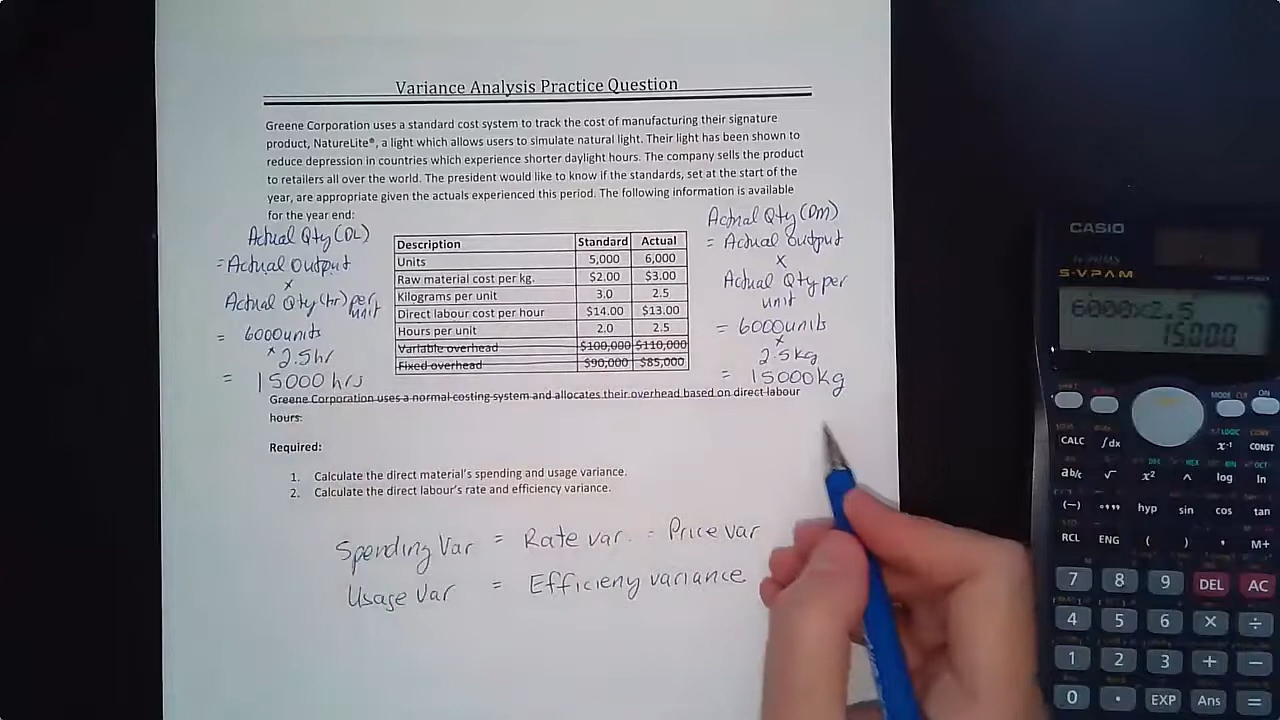 Variance Analysis Practice Question
Greene Corporation uses a standard cost system to track the cost of manufacturing their signature
product, NatureLite®, a light which allows users to simulate natural light. Their light has been shown to
reduce depression in countries which experience shorter daylight hours. The company sells the product
to retailers all over the world. The president would like to know if the standards, set at the start of the
year, are appropriate given the actuals experienced this period. The following information is available
for the year end:
Actual Qty (DL)
= Actual Output
x
Actual Qty (hr) per
unit
= 6000 units
x 2.5 hr
= 15000 hrs
Description Standard Actual
Units 5,000 6,000
Raw material cost per kg. $2.00 $3.00
Kilograms per unit 3.0 2.5
Direct labour cost per hour $14.00 $13.00
Hours per unit 2.0 2.5
Variable overhead $100,000 $110,000
Fixed overhead $90,000 $85,000
Actual Qty (DM)
= Actual output
x
Actual Qty per
unit
= 6000 units
x
2.5 kg
= 15000 kg
Greene Corporation uses a normal costing system and allocates their overhead based on direct labour
hours:
Required:
1. Calculate the direct material's spending and usage variance.
2. Calculate the direct labour's rate and efficiency variance.
Spending Var = Rate var. = Price var
Usage Var = Efficieny variance
CASIO
S-V.P.A.M.
6000x2.5
15000
SHIFT
MODE CLR ON
CALC ∫dx x-1 CONST
ab/c √ x² ^ log ln
(−) °,,, hyp sin cos tan
RCL ENG ( ) , M+
7 8 9 DEL AC
4 5 6 × ÷
1 2 3 + −
0 . EXP Ans =